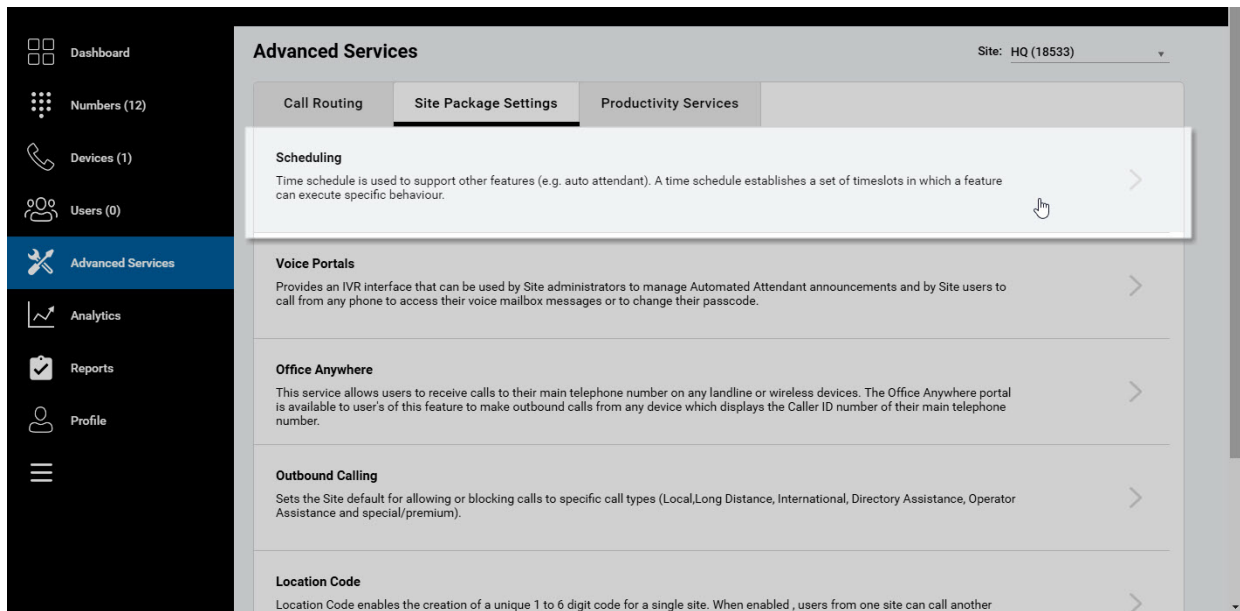 Dashboard
Numbers (12)
Devices (1)
Users (0)
Advanced Services
Analytics
Reports
Profile
Advanced Services
Site: HQ (18533)
Call Routing
Site Package Settings
Productivity Services
Scheduling
Time schedule is used to support other features (e.g. auto attendant). A time schedule establishes a set of timeslots in which a feature
can execute specific behaviour.
Voice Portals
Provides an IVR interface that can be used by Site administrators to manage Automated Attendant announcements and by Site users to
call from any phone to access their voice mailbox messages or to change their passcode.
Office Anywhere
This service allows users to receive calls to their main telephone number on any landline or wireless devices. The Office Anywhere portal
is available to user's of this feature to make outbound calls from any device which displays the Caller ID number of their main telephone
number.
Outbound Calling
Sets the Site default for allowing or blocking calls to specific call types (Local,Long Distance, International, Directory Assistance, Operator
Assistance and special/premium).
Location Code
Location Code enables the creation of a unique 1 to 6 digit code for a single site. When enabled , users from one site can call another